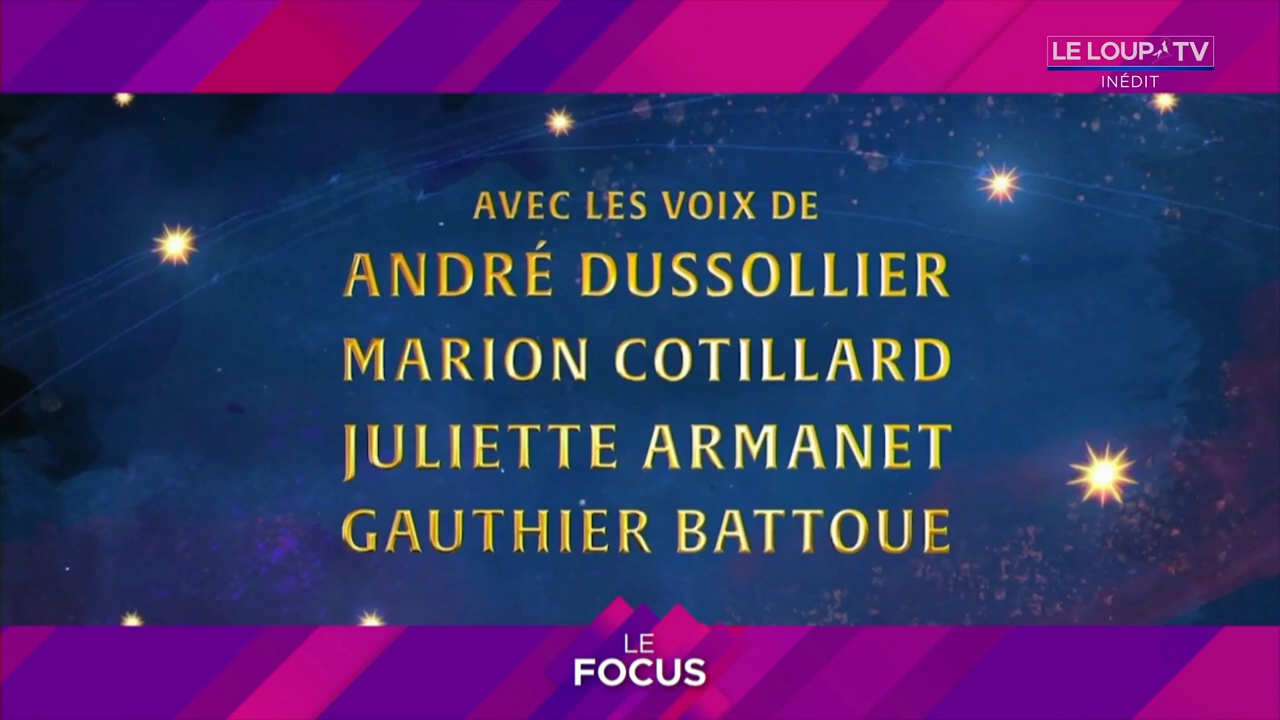 LE LOUP TV
INÉDIT
AVEC LES VOIX DE
ANDRÉ DUSSOLLIER
MARION COTILLARD
JULIETTE ARMANET
GAUTHIER BATTOUE
LE
FOCUS